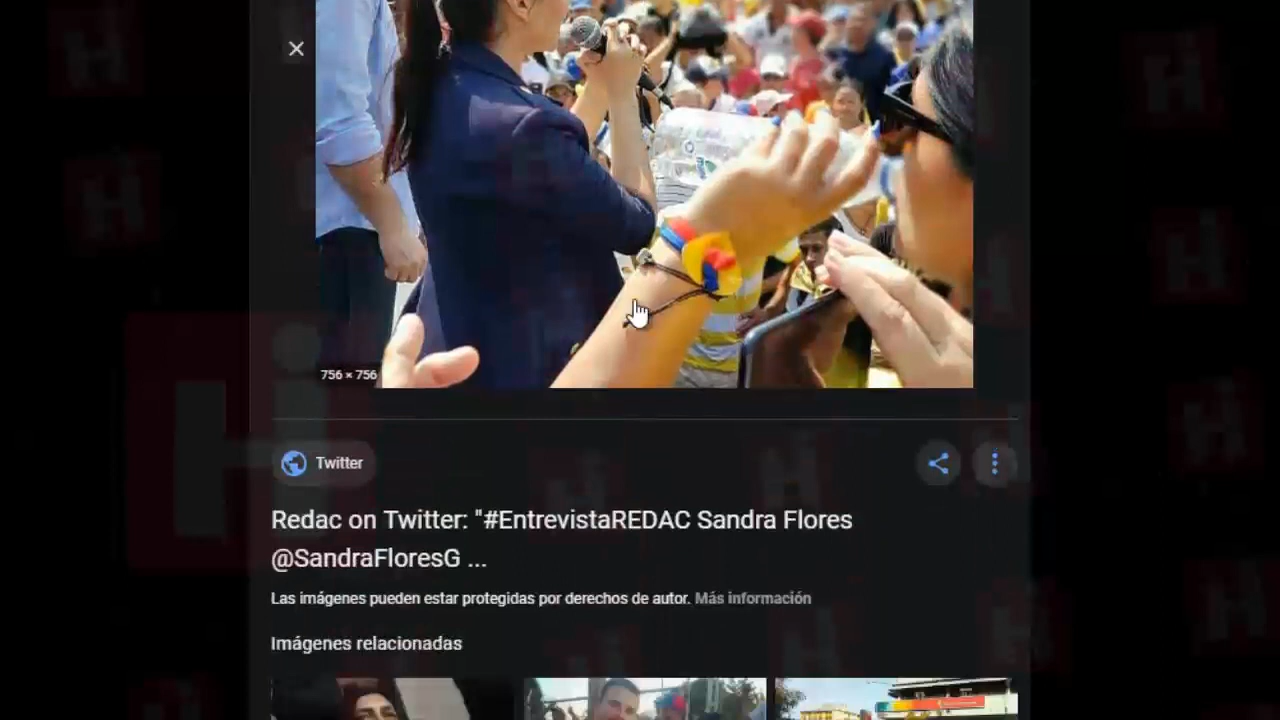 756 × 756
Twitter
Redac on Twitter: "#EntrevistaREDAC Sandra Flores
@SandraFloresG ...
Las imágenes pueden estar protegidas por derechos de autor. Más información
Imágenes relacionadas